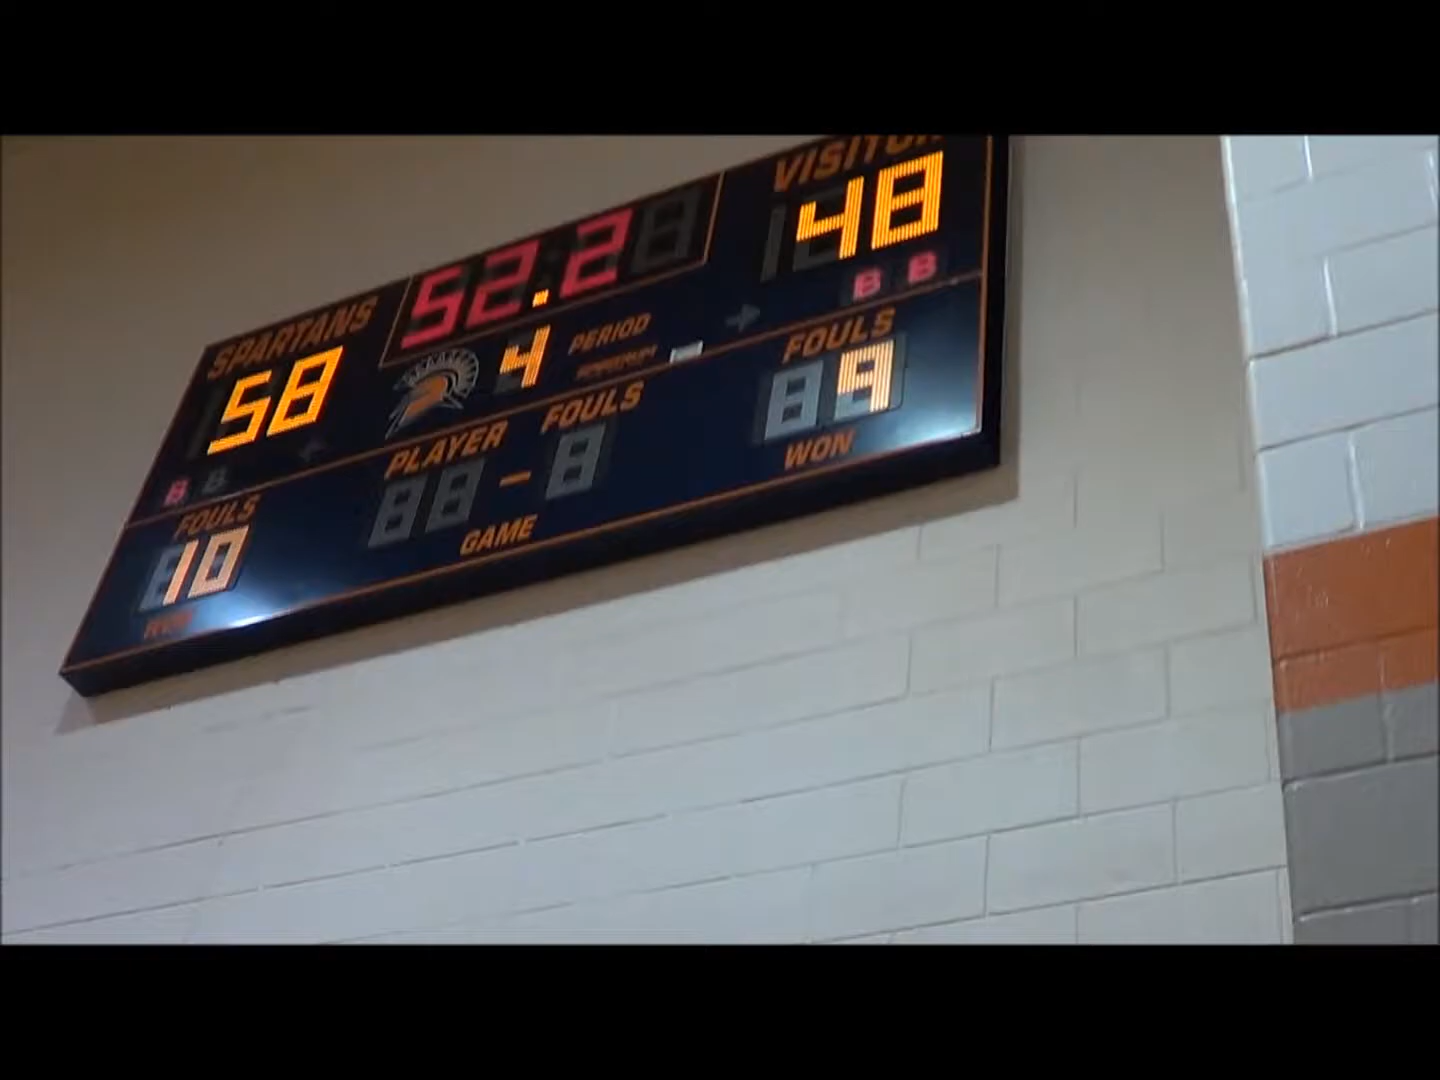 VISITOR
48
52.2
SPARTANS
58
4 PERIOD
B B
FOULS
9
FOULS
PLAYER
B
FOULS
10
WON
GAME